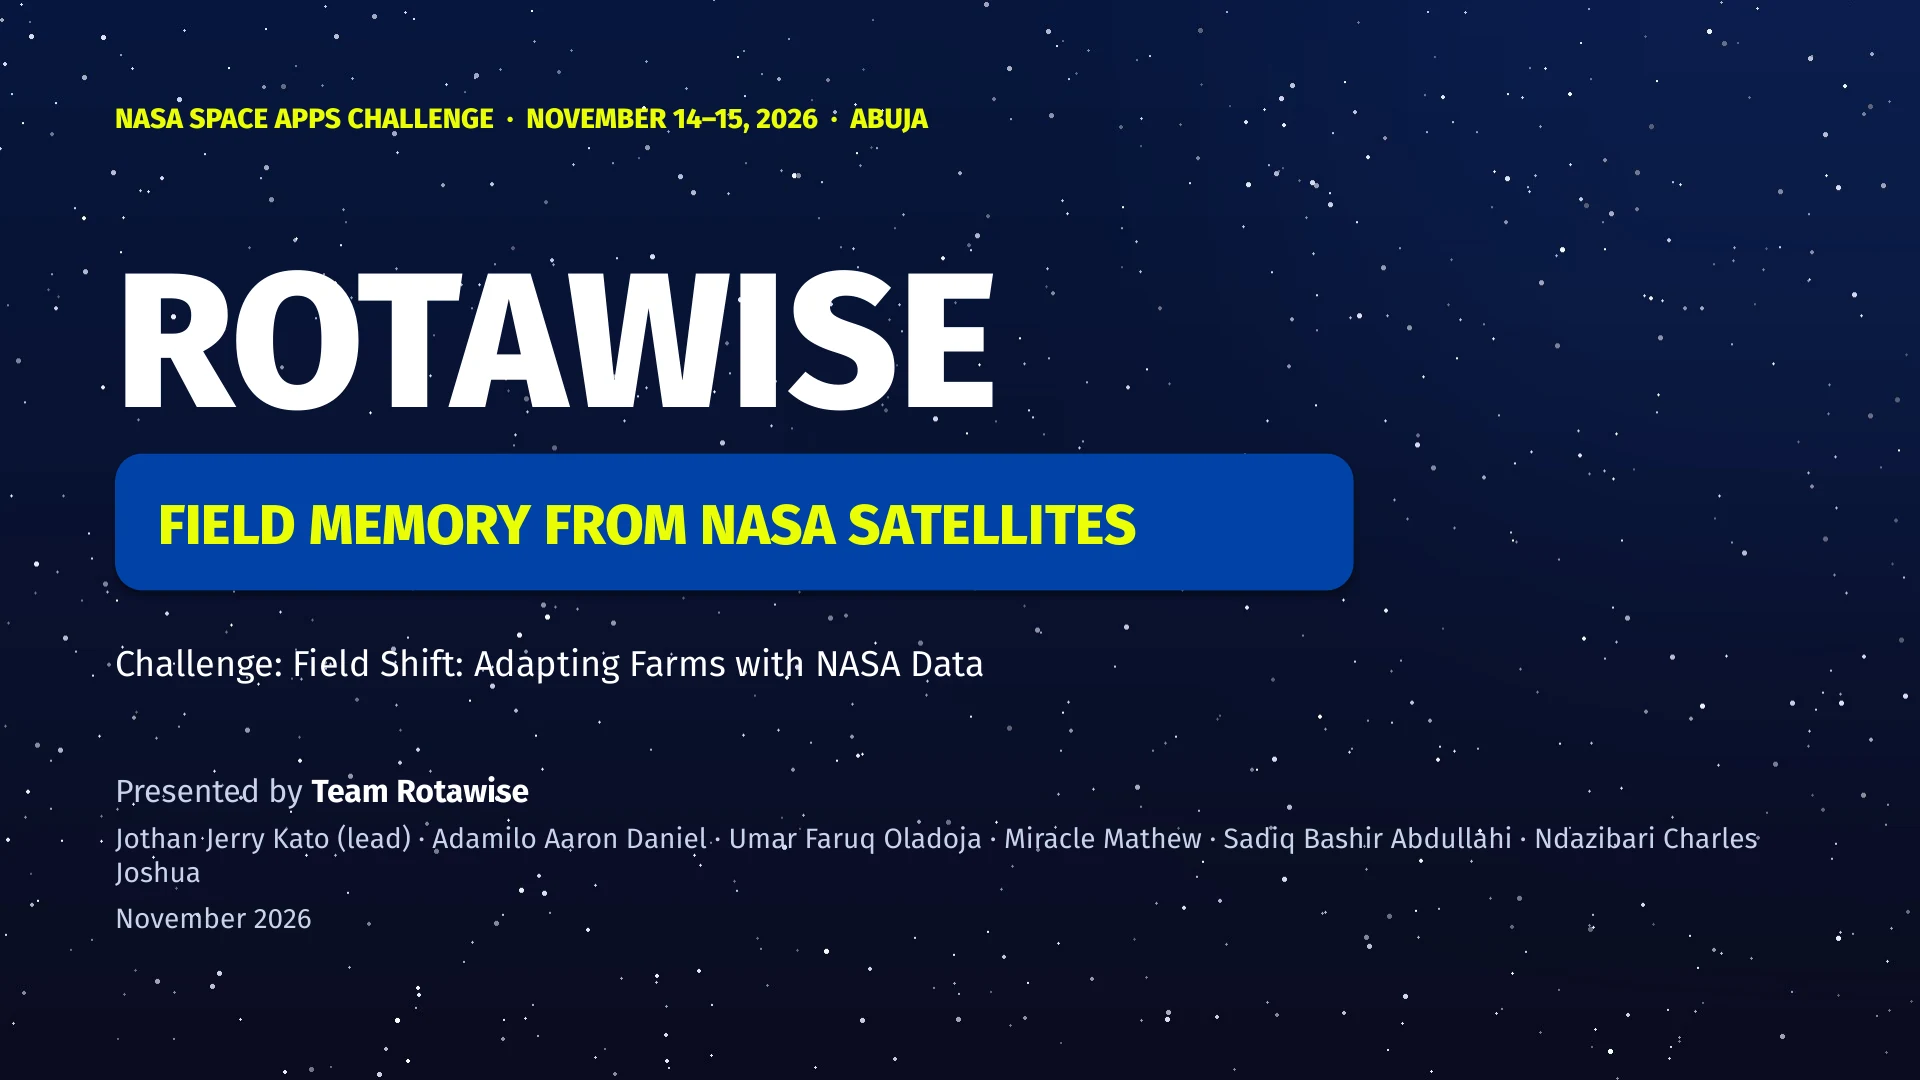 NASA SPACE APPS CHALLENGE · NOVEMBER 14–15, 2026 · ABUJA
ROTAWISE
FIELD MEMORY FROM NASA SATELLITES
Challenge: Field Shift: Adapting Farms with NASA Data
Presented by Team Rotawise
Jothan Jerry Kato (lead) · Adamilo Aaron Daniel · Umar Faruq Oladoja · Miracle Mathew · Sadiq Bashir Abdullahi · Ndazibari Charles
Joshua
November 2026